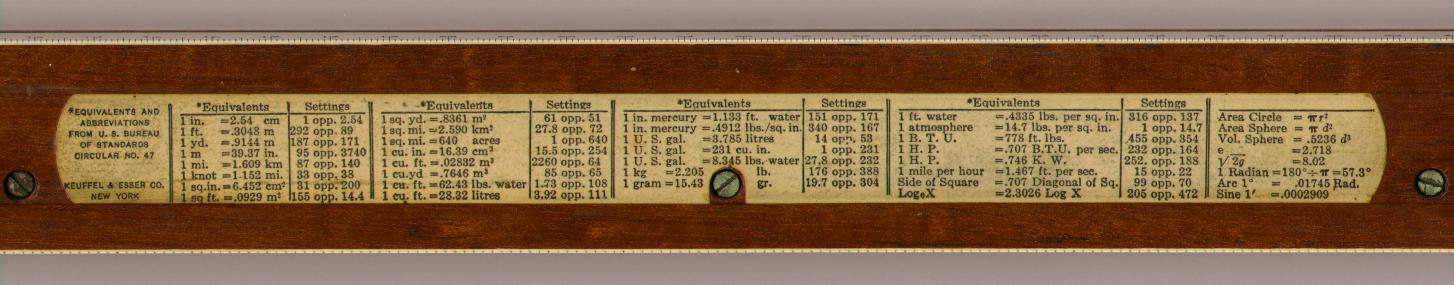 *EQUIVALENTS AND
ABBREVIATIONS
FROM U. S. BUREAU
OF STANDARDS
CIRCULAR NO. 47
KEUFFEL & ESSER CO.
NEW YORK
*Equivalents Settings
1 in. =2.54 cm 1 opp. 2.54
1 ft. =.3048 m 292 opp. 89
1 yd. =.9144 m 187 opp. 171
1 m =39.37 in. 95 opp. 3740
1 mi. =1.609 km 87 opp. 140
1 knot =1.152 mi. 33 opp. 38
1 sq.in. =6.452 cm² 31 opp. 200
1 sq ft. =.0929 m² 155 opp. 14.4
*Equivalents Settings
1 sq. yd. =.8361 m² 61 opp. 51
1 sq. mi. =2.590 km² 27.8 opp. 72
1 sq. mi. =640 acres 1 opp. 640
1 cu. in. =16.39 cm³ 15.5 opp. 254
1 cu. ft. =.02832 m³ 2260 opp. 64
1 cu.yd =.7646 m³ 85 opp. 65
1 cu. ft. =62.43 lbs. water 1.73 opp. 108
1 cu. ft. =28.32 litres 3.92 opp. 111
*Equivalents Settings
1 in. mercury =1.133 ft. water 151 opp. 171
1 in. mercury =.4912 lbs./sq. in. 340 opp. 167
1 U. S. gal. =3.785 litres 14 opp. 53
1 U. S. gal. =231 cu. in. 1 opp. 231
1 U. S. gal. =8.345 lbs. water 27.8 opp. 232
1 kg =2.205 lb. 176 opp. 388
1 gram =15.43 gr. 19.7 opp. 304
*Equivalents Settings
1 ft. water =.4335 lbs. per sq. in. 316 opp. 137
1 atmosphere =14.7 lbs. per sq. in. 1 opp. 14.7
1 B. T. U. =778 ft. lbs. .455 opp. 354
1 H. P. =.707 B.T.U. per sec. 232 opp. 164
1 H. P. =.746 K. W. 252. opp. 188
1 mile per hour =1.467 ft. per sec. 15 opp. 22
Side of Square =.707 Diagonal of Sq. 99 opp. 70
LogₑX =2.3026 Log X 205 opp. 472
Area Circle = π r²
Area Sphere = π d²
Vol. Sphere = .5236 d³
e =2.718
√2g =8.02
1 Radian =180°÷π=57.3°
Arc 1° = .01745 Rad.
Sine 1′ =.0002909